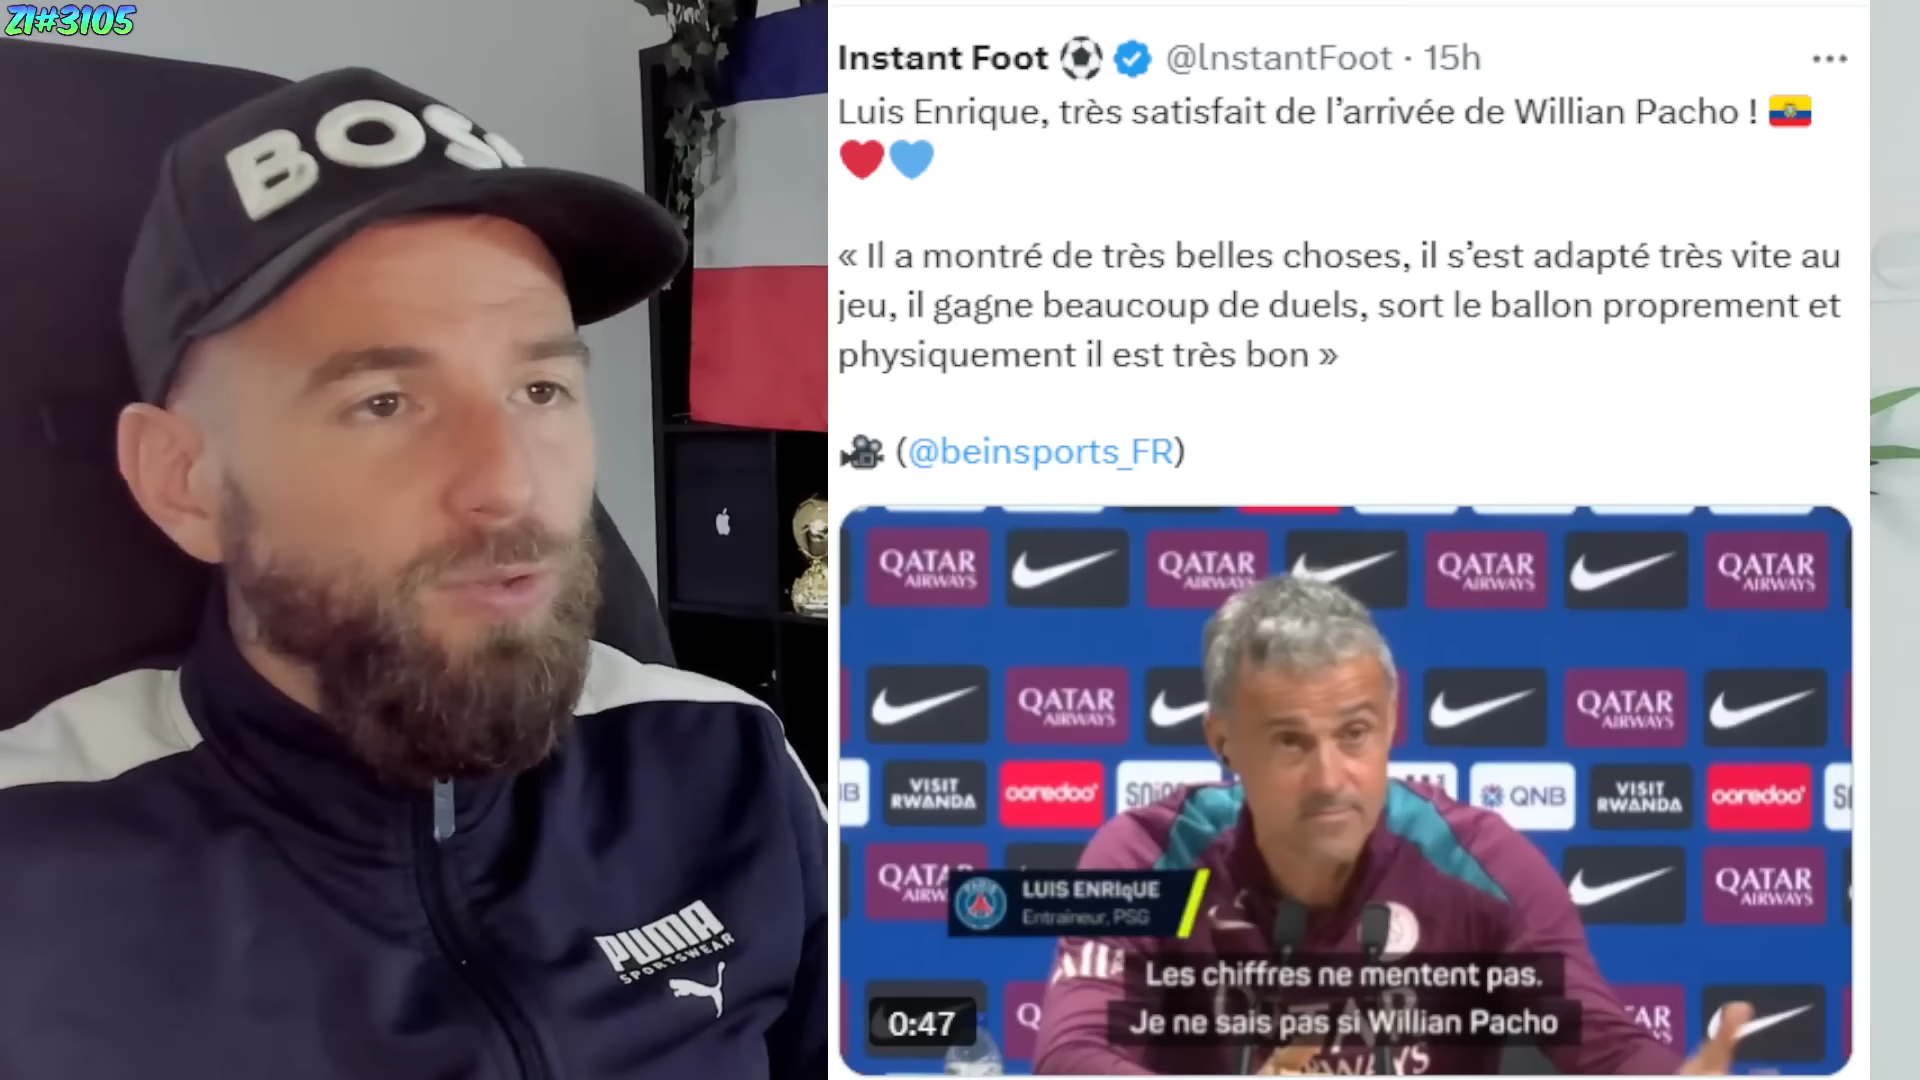 ZI#3105
BOSS
PUMA
SPORTSWEAR
Instant Foot @lnstantFoot · 15h
Luis Enrique, très satisfait de l’arrivée de Willian Pacho !
« Il a montré de très belles choses, il s’est adapté très vite au
jeu, il gagne beaucoup de duels, sort le ballon proprement et
physiquement il est très bon »
(@beinsports_FR)
QATAR AIRWAYS QATAR AIRWAYS QATAR AIRWAYS QATAR AIRWAYS
QATAR AIRWAYS QATAR AIRWAYS
VISIT RWANDA ooredoo QNB VISIT RWANDA ooredoo
QATAR AIRWAYS
LUIS ENRIqUE
Entraîneur, PSG
Les chiffres ne mentent pas.
Je ne sais pas si Willian Pacho
0:47